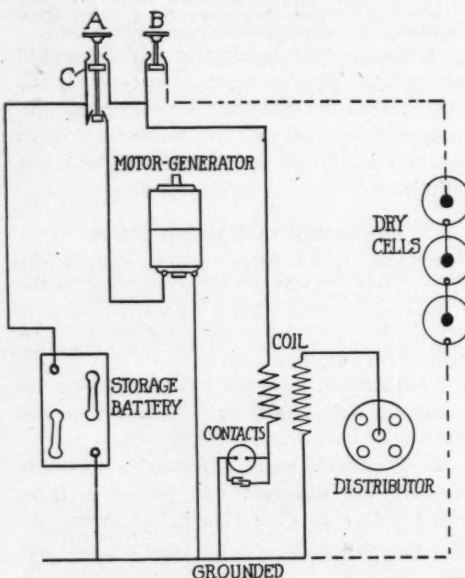 A
B
C
MOTOR-GENERATOR
DRY
CELLS
COIL
STORAGE
BATTERY
CONTACTS
DISTRIBUTOR
GROUNDED